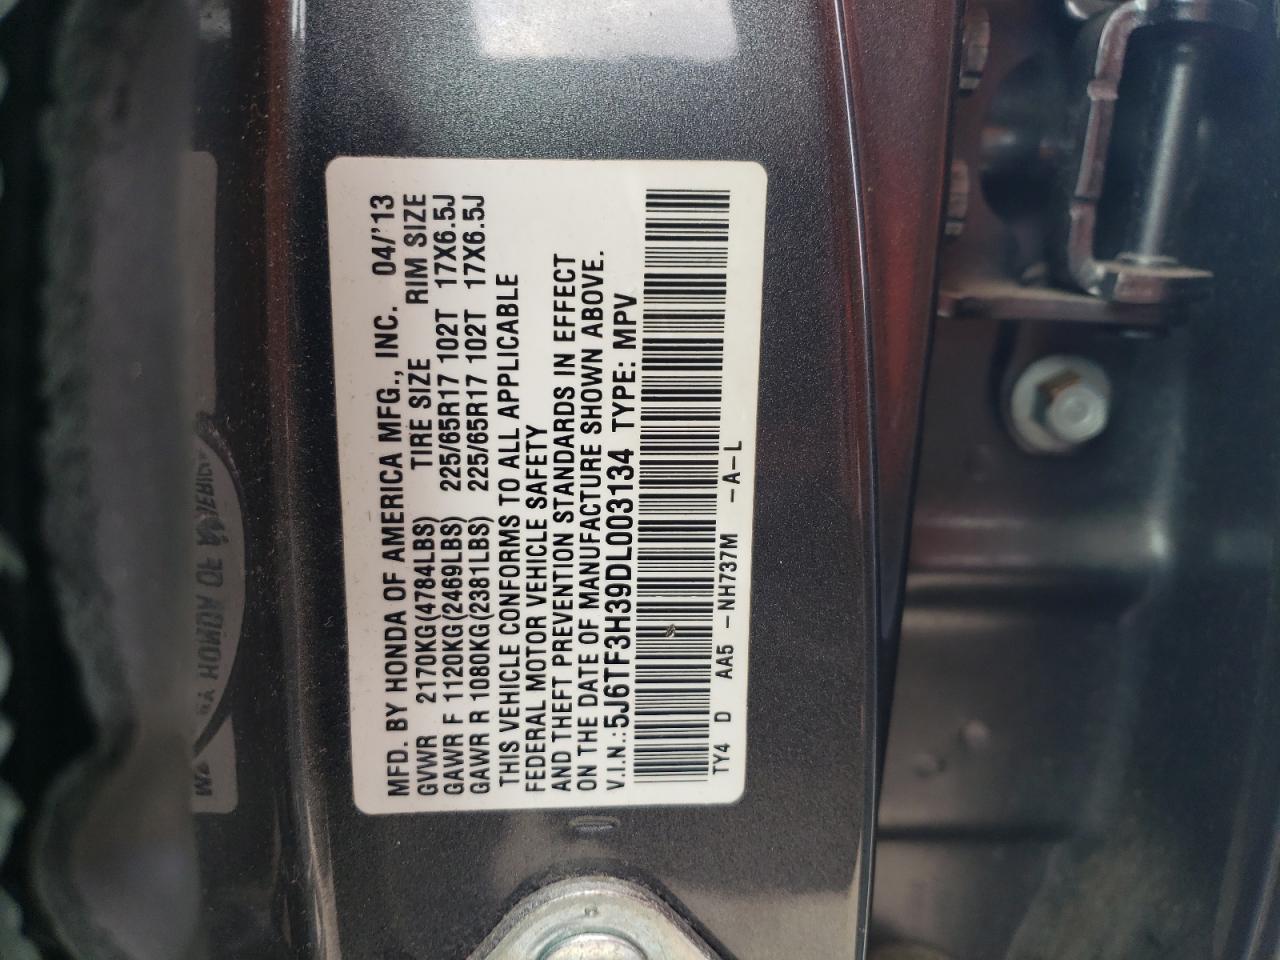 MFD. BY HONDA OF AMERICA MFG., INC. 04/'13
GVWR 2170KG(4784LBS) TIRE SIZE RIM SIZE
GAWR F 1120KG(2469LBS) 225/65R17 102T 17X6.5J
GAWR R 1080KG(2381LBS) 225/65R17 102T 17X6.5J
THIS VEHICLE CONFORMS TO ALL APPLICABLE
FEDERAL MOTOR VEHICLE SAFETY
AND THEFT PREVENTION STANDARDS IN EFFECT
ON THE DATE OF MANUFACTURE SHOWN ABOVE.
V.I.N.:5J6TF3H39DL003134 TYPE: MPV
TY4 D AA5 -NH737M -A-L